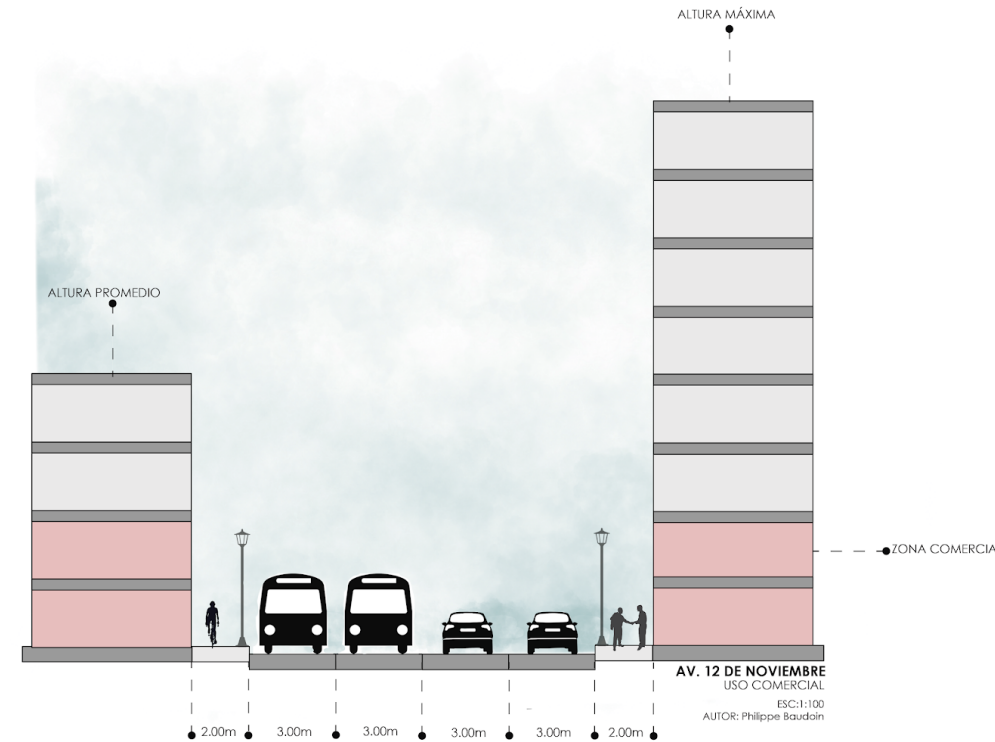 ALTURA MÁXIMA
ALTURA PROMEDIO
ZONA COMERCIA
AV. 12 DE NOVIEMBRE
USO COMERCIAL
ESC:1:100
AUTOR: Philippe Baudoin
2.00m 3.00m 3.00m 3.00m 3.00m 2.00m